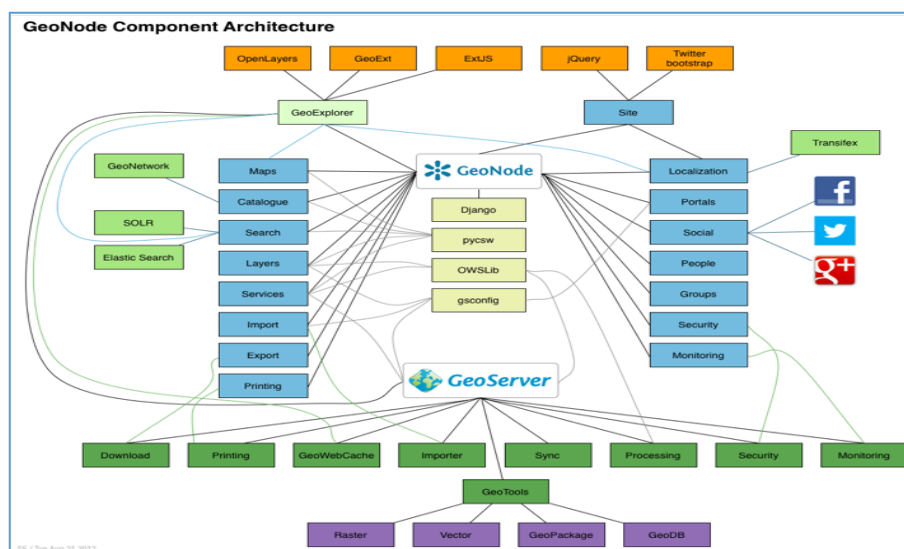 GeoNode Component Architecture
OpenLayers
GeoExt
ExtJS
jQuery
Twitter
bootstrap
GeoExplorer
Site
Transifex
GeoNetwork
Maps
GeoNode
Localization
Catalogue
Django
Portals
SOLR
Search
pycsw
Social
Elastic Search
Layers
OWSLib
People
Services
gsconfig
Groups
Import
Security
Export
Monitoring
Printing
GeoServer
Download
Printing
GeoWebCache
Importer
Sync
Processing
Security
Monitoring
GeoTools
Raster
Vector
GeoPackage
GeoDB